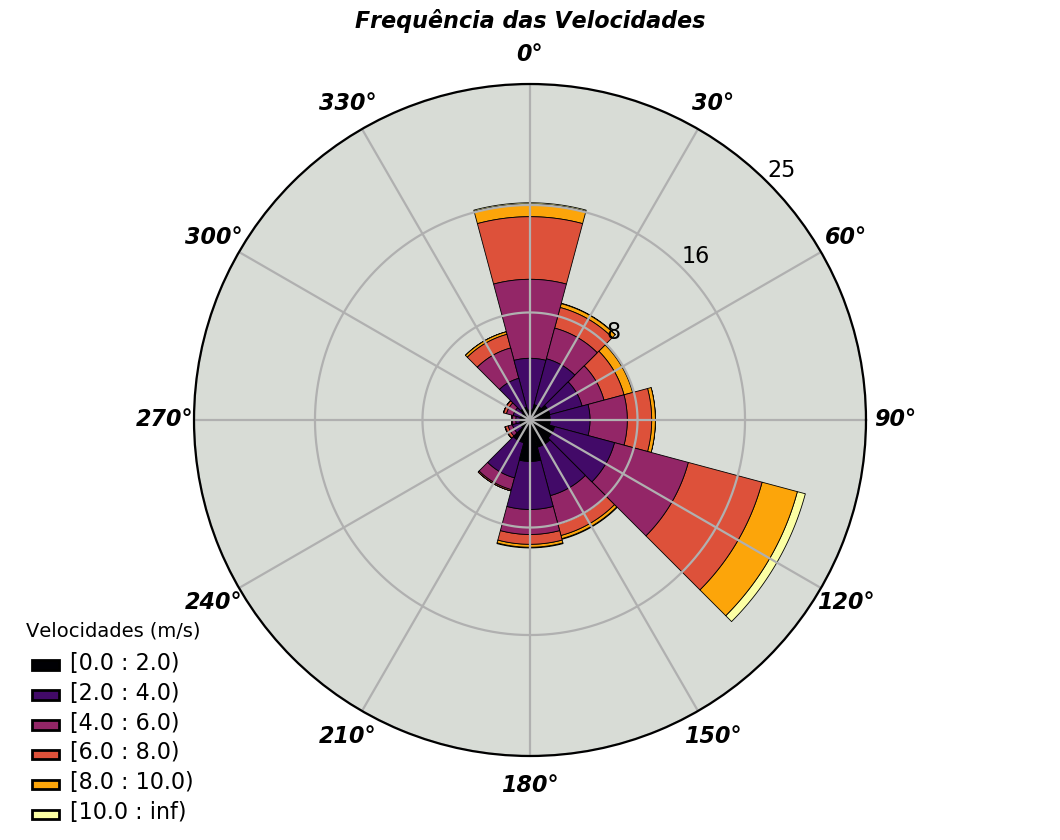 Frequência das Velocidades
0°
330°
30°
25
300°
60°
16
8
270°
90°
240°
120°
210°
150°
180°
Velocidades (m/s)
[0.0 : 2.0)
[2.0 : 4.0)
[4.0 : 6.0)
[6.0 : 8.0)
[8.0 : 10.0)
[10.0 : inf)